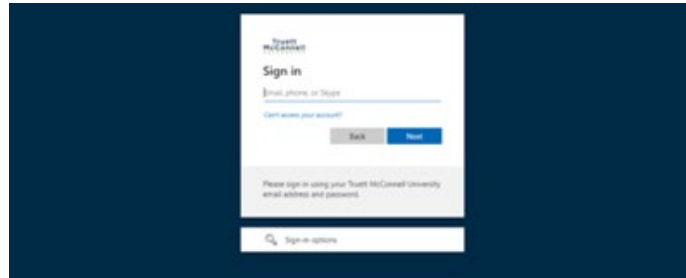 Truett
McConnell
Sign in
Email, phone, or Skype
Can't access your account?
Back
Next
Please sign in using your Truett McConnell University
email address and password.
Sign-in options